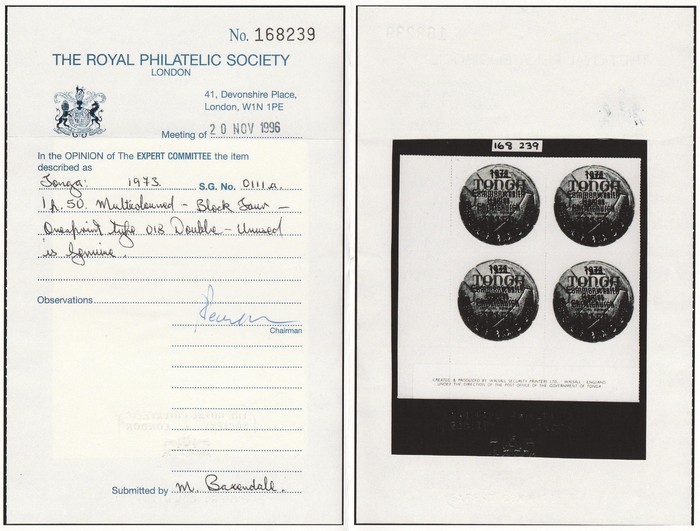 No. 168239
THE ROYAL PHILATELIC SOCIETY
LONDON
41, Devonshire Place,
London, W1N 1PE
Meeting of 20 NOV 1996
In the OPINION of The EXPERT COMMITTEE the item
described as
Tonga: 1973 S.G. No. 0111a.
1p.50. Multicoloured - Block Four -
Overprint type 018 Double - Unused
is Genuine.
Observations
Chairman
Submitted by M. Baxendale.
168 239
1973
TONGA
1973
TONGA
1973
TONGA
1973
TONGA
CREATED & PRODUCED BY WALSALL SECURITY PRINTERS LTD. - WALSALL - ENGLAND
UNDER THE DIRECTION OF THE POST OFFICE OF THE GOVERNMENT OF TONGA